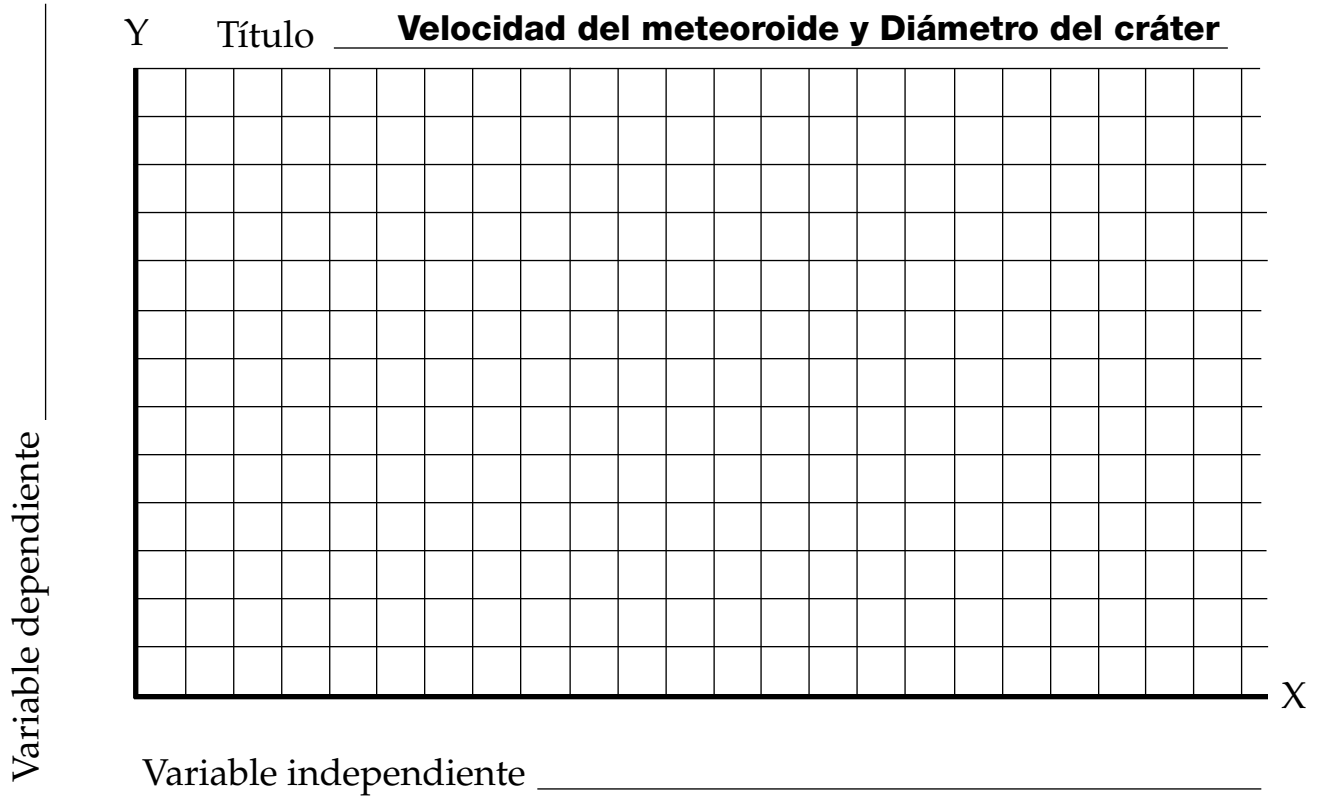 Y Título Velocidad del meteoroide y Diámetro del cráter
Variable dependiente
X
Variable independiente